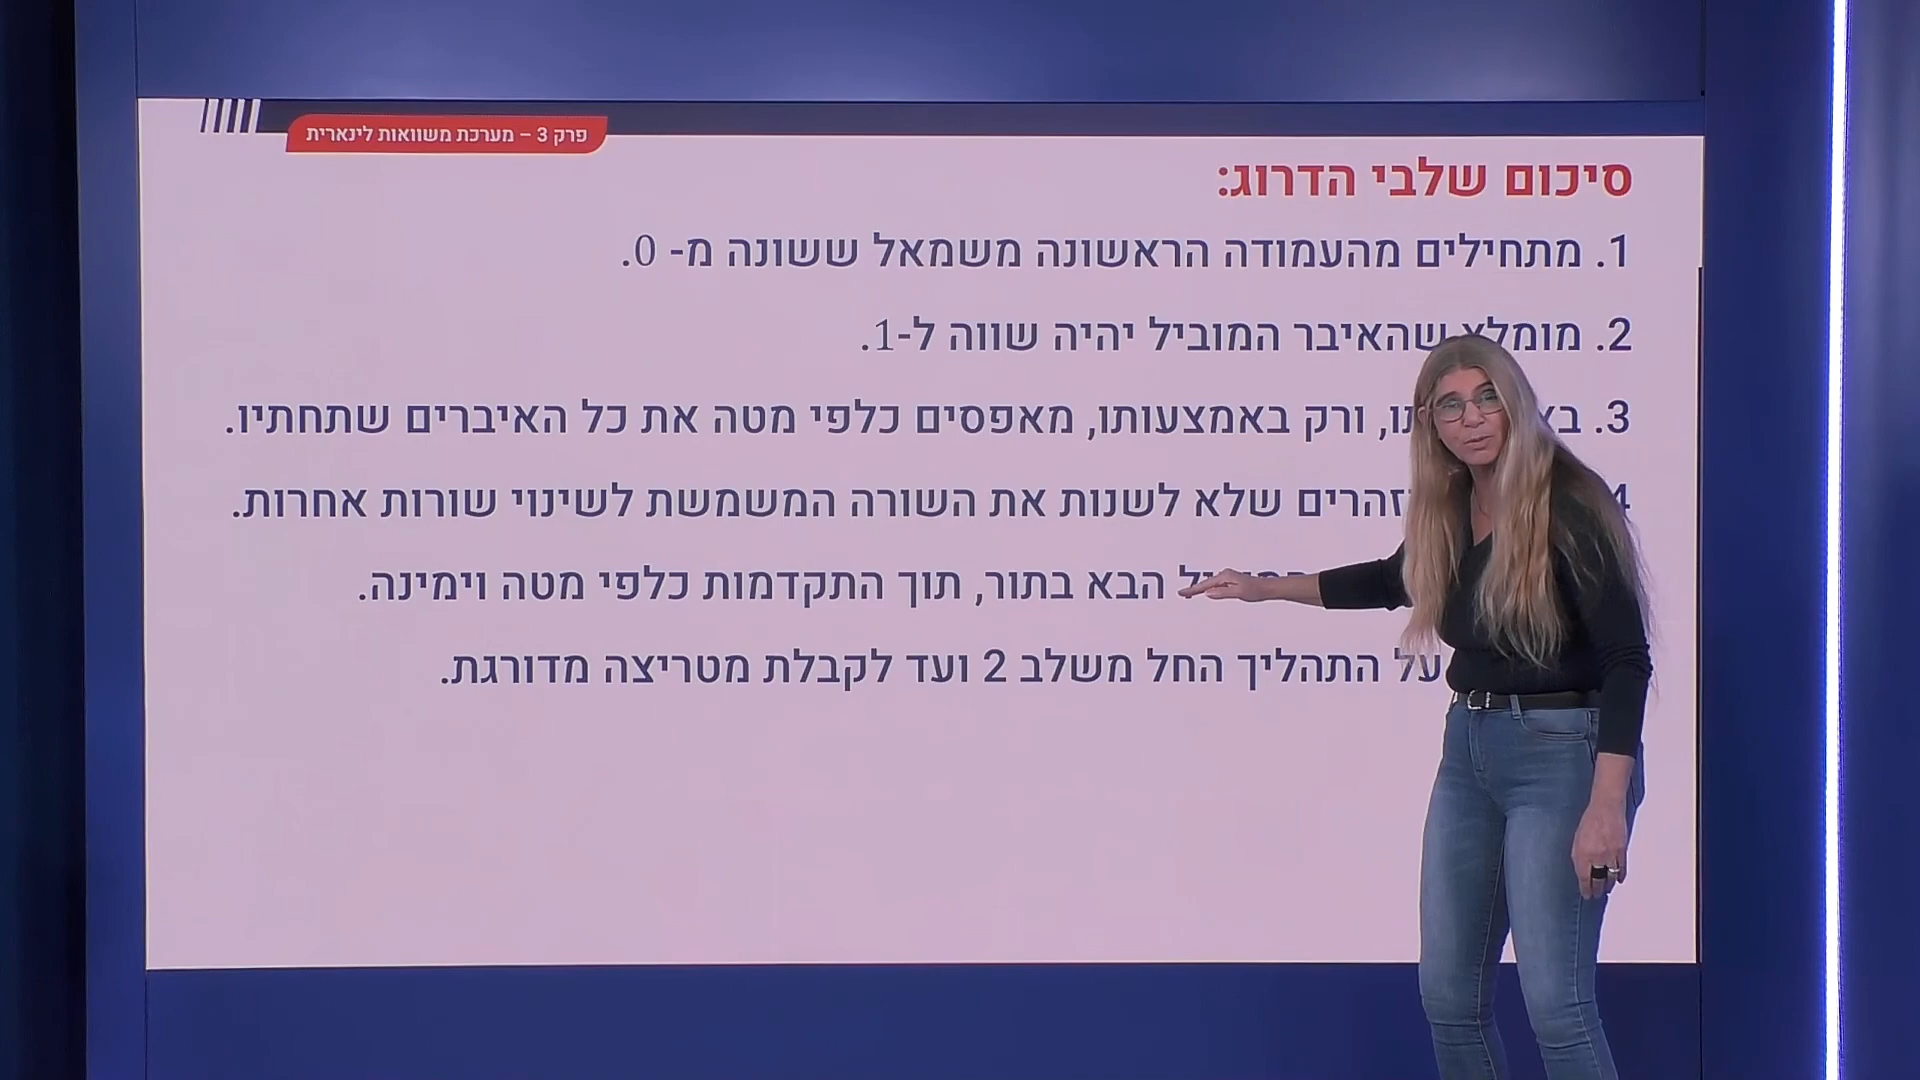 פרק 3 – מערכת משוואות לינארית
סיכום שלבי הדרוג:
1. מתחילים מהעמודה הראשונה משמאל ששונה מ- 0.
2. מומלץ שהאיבר המוביל יהיה שווה ל-1.
3. ורק באמצעותו, מאפסים כלפי מטה את כל האיברים שתחתיו.
4 שלא לשנות את השורה המשמשת לשינוי שורות אחרות.
הבא בתור, תוך התקדמות כלפי מטה וימינה.
על התהליך החל משלב 2 ועד לקבלת מטריצה מדורגת.